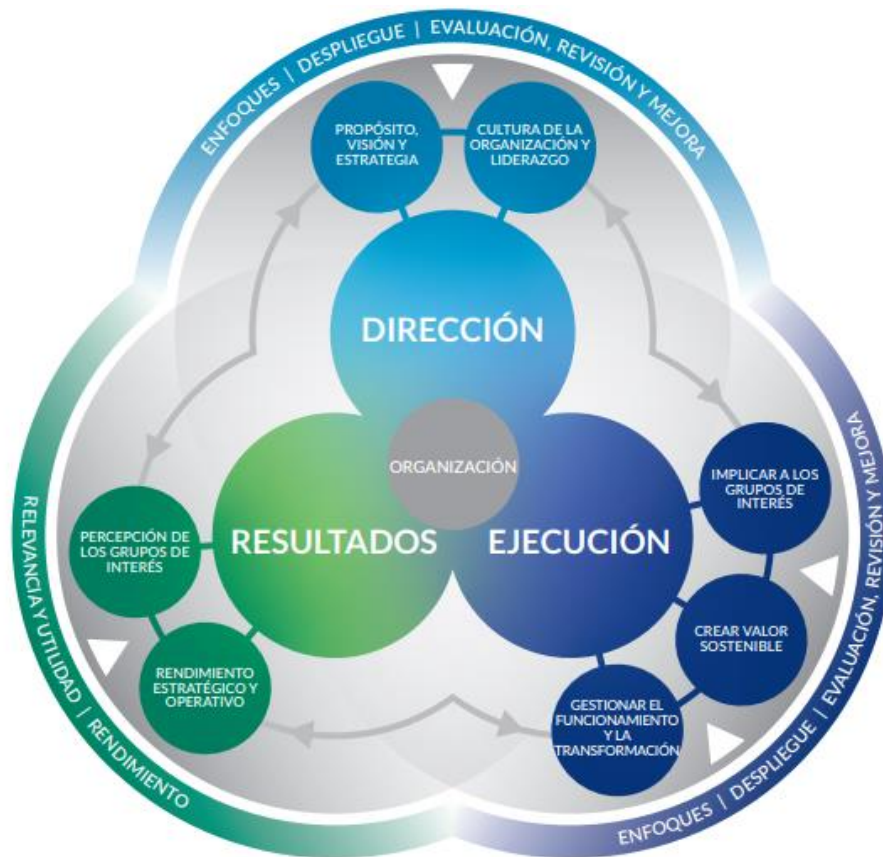 ENFOQUES | DESPLIEGUE | EVALUACIÓN, REVISIÓN Y MEJORA
PROPÓSITO,
VISIÓN Y
ESTRATEGIA
CULTURA DE LA
ORGANIZACIÓN Y
LIDERAZGO
DIRECCIÓN
ORGANIZACIÓN
RESULTADOS
EJECUCIÓN
IMPLICAR A LOS
GRUPOS DE
INTERÉS
CREAR VALOR
SOSTENIBLE
GESTIONAR EL
FUNCIONAMIENTO
Y LA
TRANSFORMACIÓN
ENFOQUES | DESPLIEGUE | EVALUACIÓN, REVISIÓN Y MEJORA
PERCEPCIÓN DE
LOS GRUPOS DE
INTERÉS
RENDIMIENTO
ESTRATÉGICO Y
OPERATIVO
RELEVANCIA Y UTILIDAD | RENDIMIENTO